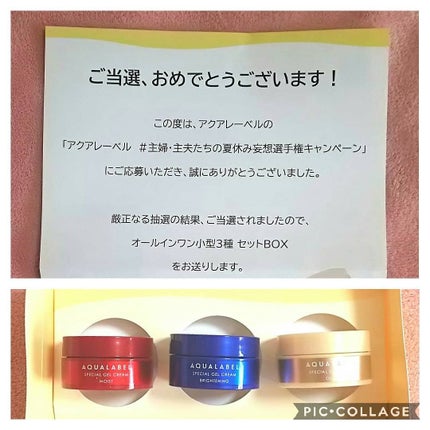 ご当選、おめでとうございます！
この度は、アクアレーベルの
「アクアレーベル #主婦・主夫たちの夏休み妄想選手権キャンペーン」
にご応募いただき、誠にありがとうございました。
厳正なる抽選の結果、ご当選されましたので、
オールインワン小型3種 セットBOX
をお送りします。
AQUALABEL
SPECIAL GEL CREAM
MOIST
AQUALABEL
SPECIAL GEL CREAM
BRIGHTENING
AQUALABEL
SPECIAL
PIC•COLLAGE